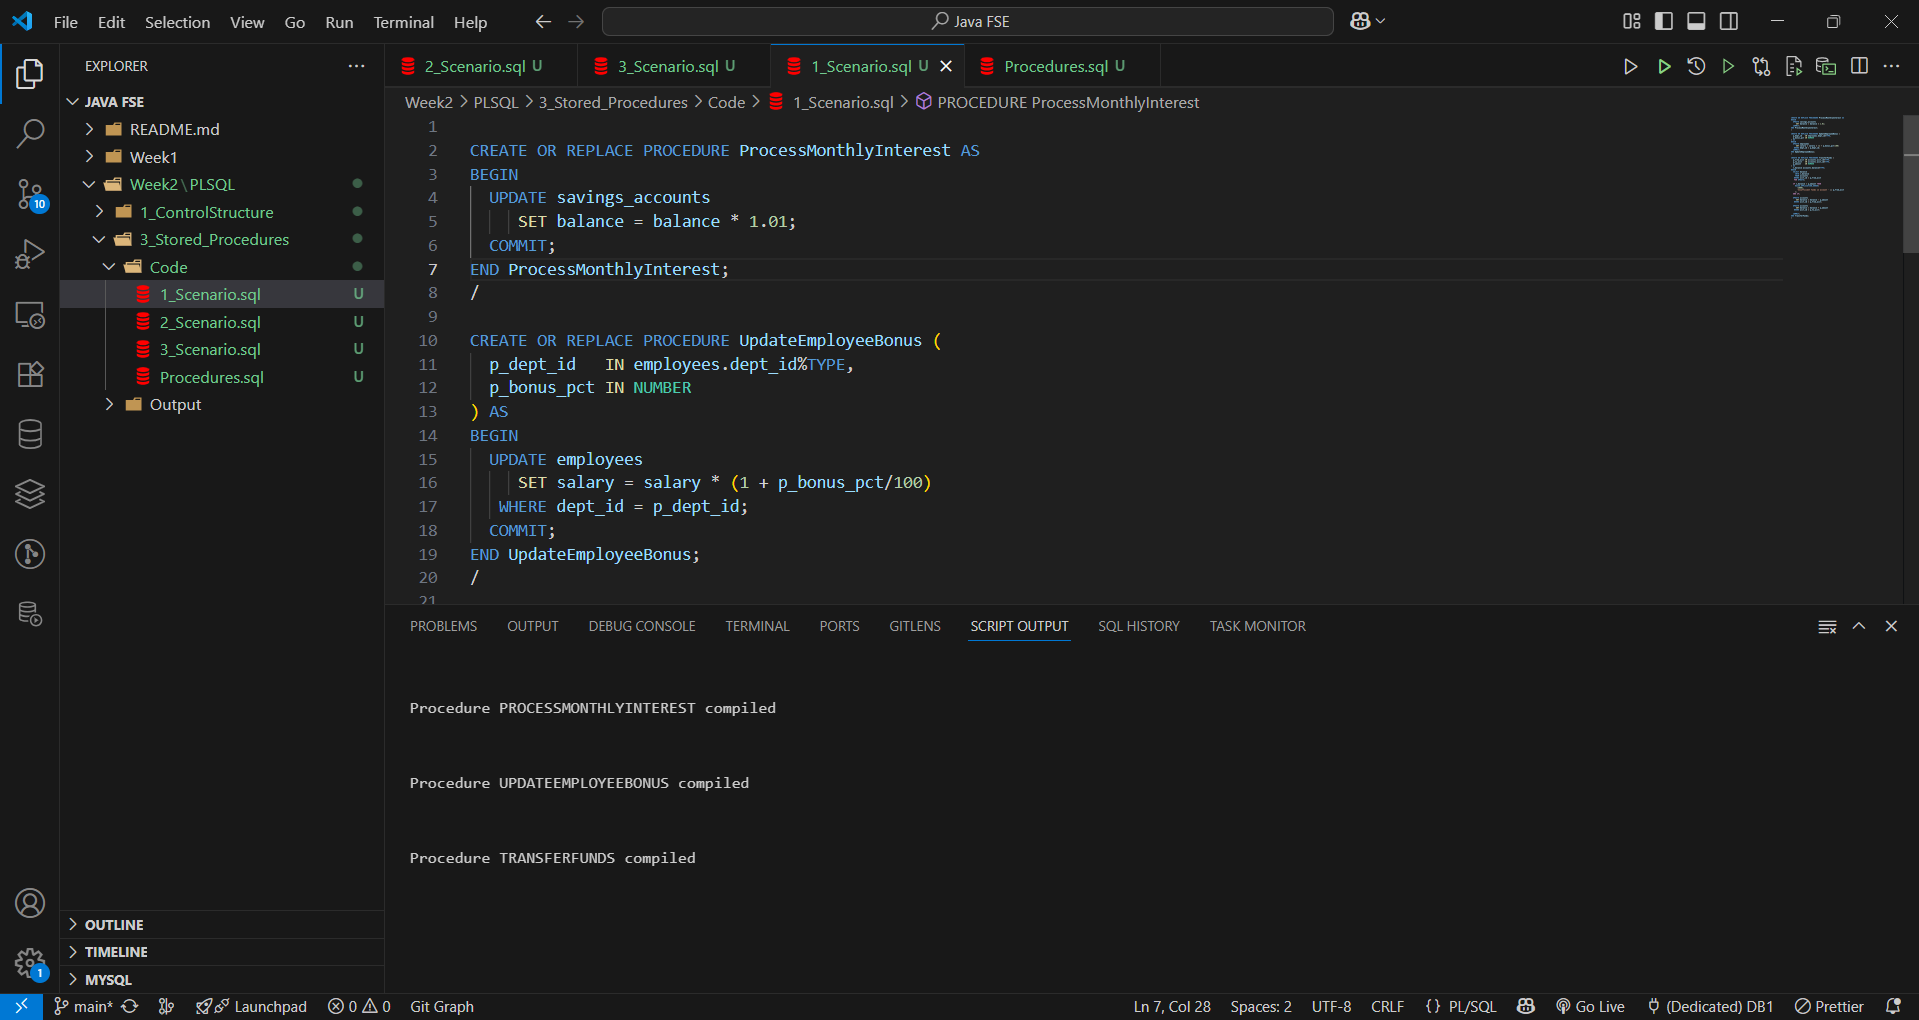 File Edit Selection View Go Run Terminal Help
Java FSE
EXPLORER
JAVA FSE
README.md
Week1
Week2\PLSQL
1_ControlStructure
3_Stored_Procedures
Code
1_Scenario.sql U
2_Scenario.sql U
3_Scenario.sql U
Procedures.sql U
Output
OUTLINE
TIMELINE
MYSQL
10
1
2_Scenario.sql U
3_Scenario.sql U
1_Scenario.sql U
Procedures.sql U
Week2 > PLSQL > 3_Stored_Procedures > Code > 1_Scenario.sql > PROCEDURE ProcessMonthlyInterest
1
2 CREATE OR REPLACE PROCEDURE ProcessMonthlyInterest AS
3 BEGIN
4 UPDATE savings_accounts
5 SET balance = balance * 1.01;
6 COMMIT;
7 END ProcessMonthlyInterest;
8 /
9
10 CREATE OR REPLACE PROCEDURE UpdateEmployeeBonus (
11 p_dept_id IN employees.dept_id%TYPE,
12 p_bonus_pct IN NUMBER
13 ) AS
14 BEGIN
15 UPDATE employees
16 SET salary = salary * (1 + p_bonus_pct/100)
17 WHERE dept_id = p_dept_id;
18 COMMIT;
19 END UpdateEmployeeBonus;
20 /
21
PROBLEMS OUTPUT DEBUG CONSOLE TERMINAL PORTS GITLENS SCRIPT OUTPUT SQL HISTORY TASK MONITOR
Procedure PROCESSMONTHLYINTEREST compiled
Procedure UPDATEEMPLOYEEBONUS compiled
Procedure TRANSFERFUNDS compiled
main* Launchpad 0 0 Git Graph Ln 7, Col 28 Spaces: 2 UTF-8 CRLF {} PL/SQL Go Live (Dedicated) DB1 Prettier